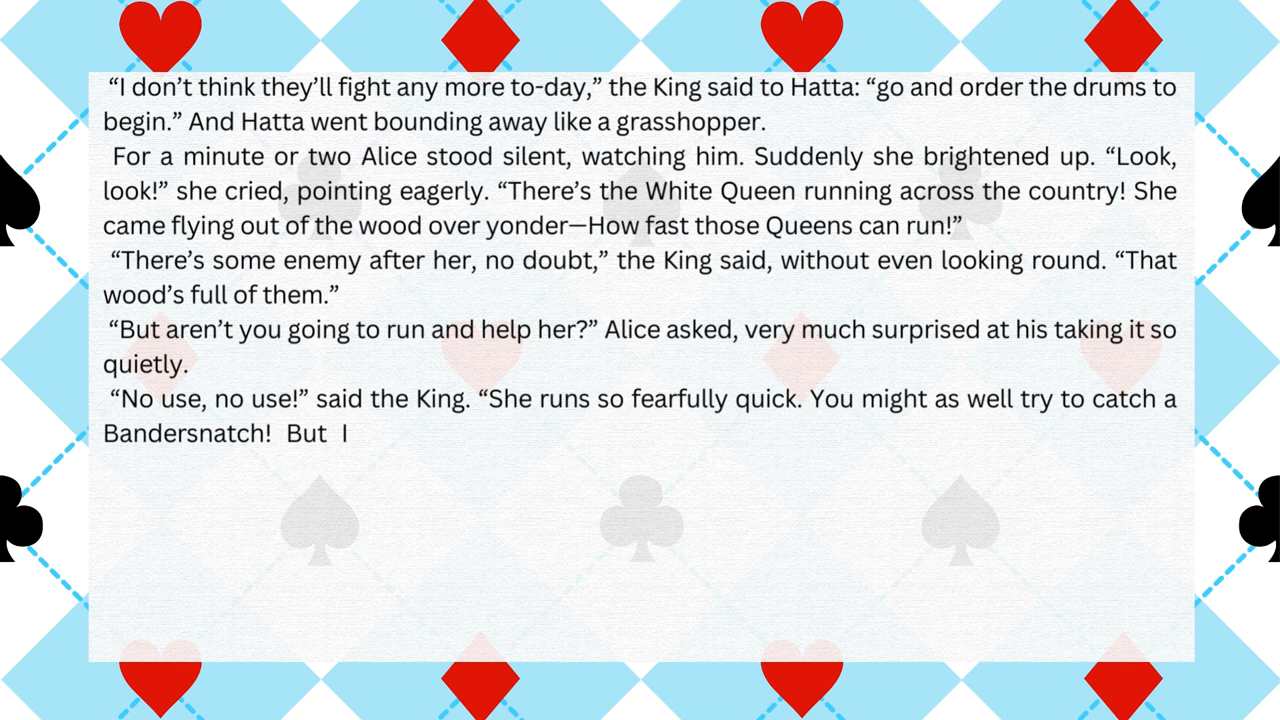 “I don’t think they’ll fight any more to-day,” the King said to Hatta: “go and order the drums to
begin.” And Hatta went bounding away like a grasshopper.
For a minute or two Alice stood silent, watching him. Suddenly she brightened up. “Look,
look!” she cried, pointing eagerly. “There’s the White Queen running across the country! She
came flying out of the wood over yonder—How fast those Queens can run!”
“There’s some enemy after her, no doubt,” the King said, without even looking round. “That
wood’s full of them.”
“But aren’t you going to run and help her?” Alice asked, very much surprised at his taking it so
quietly.
“No use, no use!” said the King. “She runs so fearfully quick. You might as well try to catch a
Bandersnatch! But I